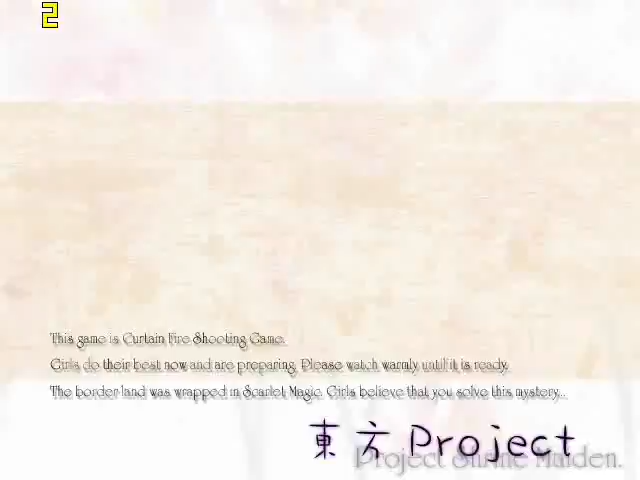 2
This game is Curtain Fire Shooting Game.
Girls do their best now and are preparing. Please watch warmly until it is ready.
The border land was wrapped in Scarlet Magic. Girls believe that you solve this mystery...
東方Project
Project Shrine Maiden.